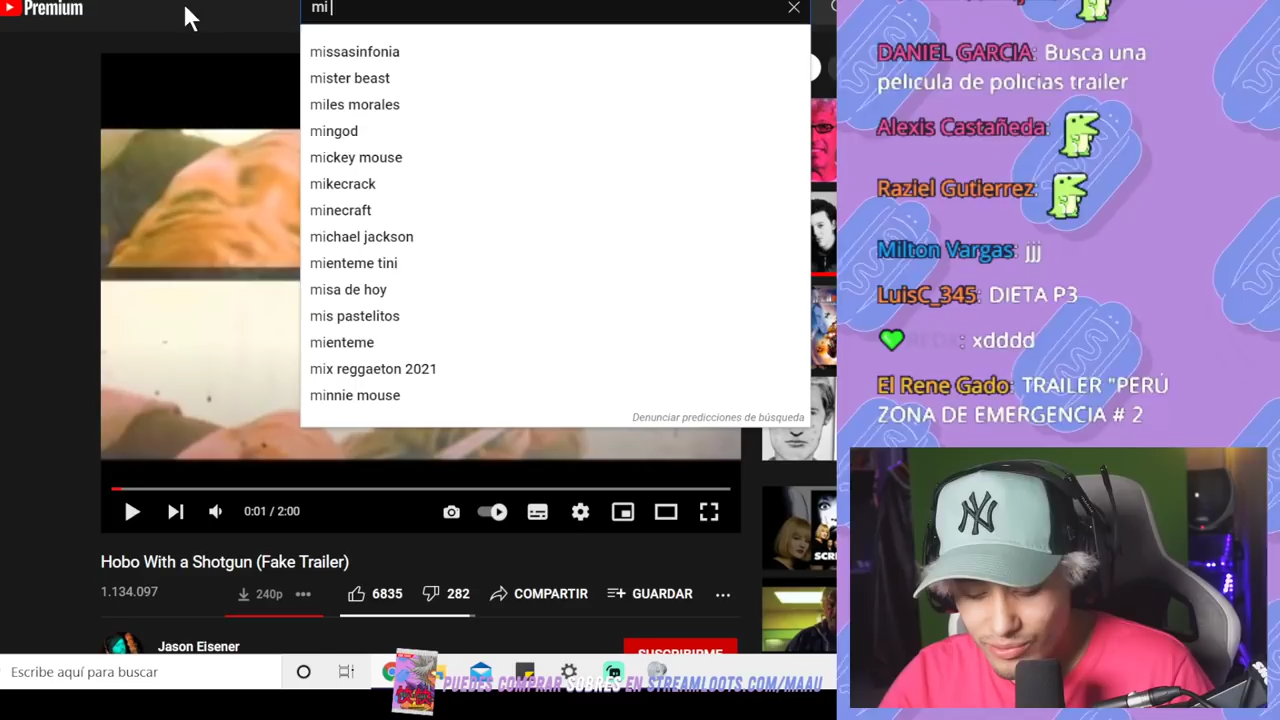 Premium
mi
missasinfonia
mister beast
miles morales
mingod
mickey mouse
mikecrack
minecraft
michael jackson
mienteme tini
misa de hoy
mis pastelitos
mienteme
mix reggaeton 2021
minnie mouse
Denunciar predicciones de búsqueda
0:01 / 2:00
Hobo With a Shotgun (Fake Trailer)
1.134.097
240p
6835
282
COMPARTIR
GUARDAR
Jason Eisener
SUSCRIBIRME
SCRE
Escribe aquí para buscar
PUEDES COMPRAR SOBRES EN STREAMLOOTS.COM/MAAU
DANIEL GARCIA: Busca una
pelicula de policias trailer
Alexis Castañeda:
Raziel Gutierrez:
Milton Vargas: jjj
LuisC_345: DIETA P3
: xdddd
El Rene Gado: TRAILER "PERÚ
ZONA DE EMERGENCIA # 2
NY